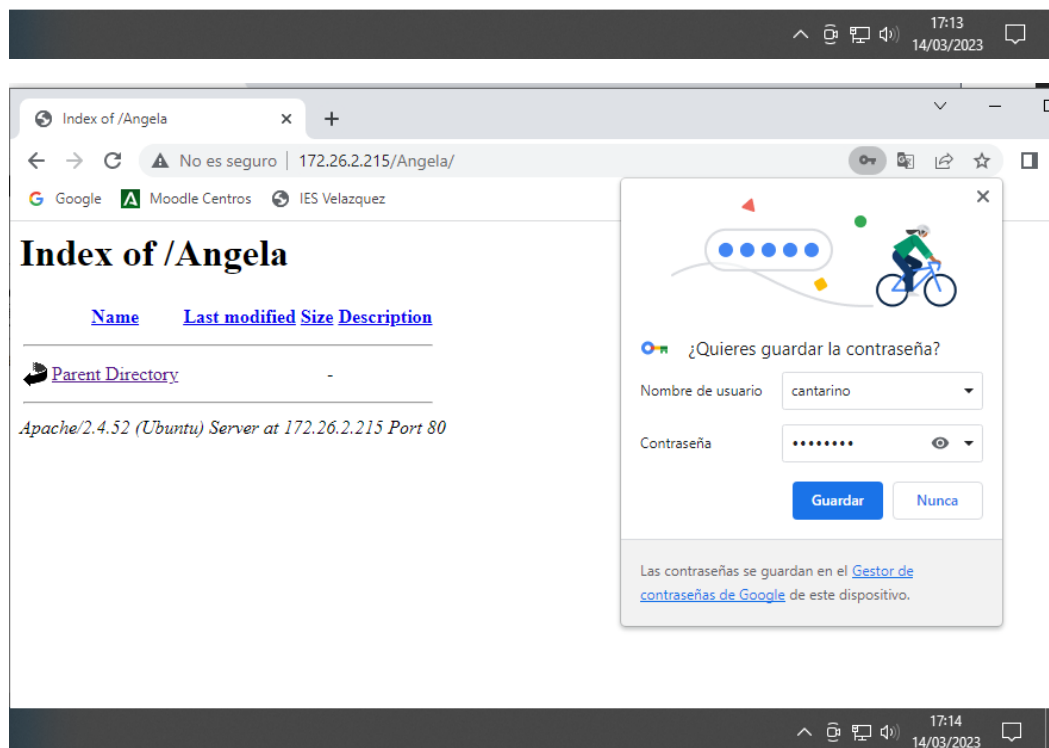 17:13
14/03/2023
Index of /Angela
No es seguro | 172.26.2.215/Angela/
Google Moodle Centros IES Velazquez
Index of /Angela
Name Last modified Size Description
Parent Directory -
Apache/2.4.52 (Ubuntu) Server at 172.26.2.215 Port 80
¿Quieres guardar la contraseña?
Nombre de usuario cantarino
Contraseña ••••••••
Guardar Nunca
Las contraseñas se guardan en el Gestor de
contraseñas de Google de este dispositivo.
17:14
14/03/2023